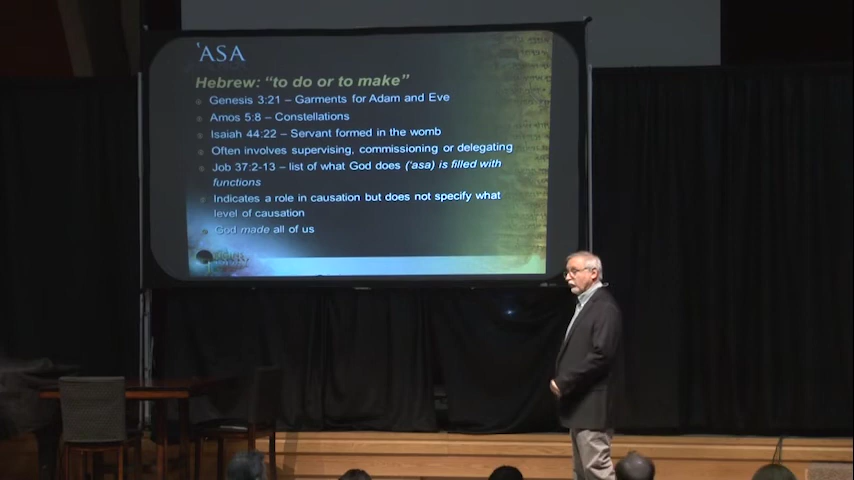 'ASA
Hebrew: "to do or to make"
Genesis 3:21 – Garments for Adam and Eve
Amos 5:8 – Constellations
Isaiah 44:22 – Servant formed in the womb
Often involves supervising, commissioning or delegating
Job 37:2-13 – list of what God does ('asa) is filled with
functions
Indicates a role in causation but does not specify what
level of causation
God made all of us